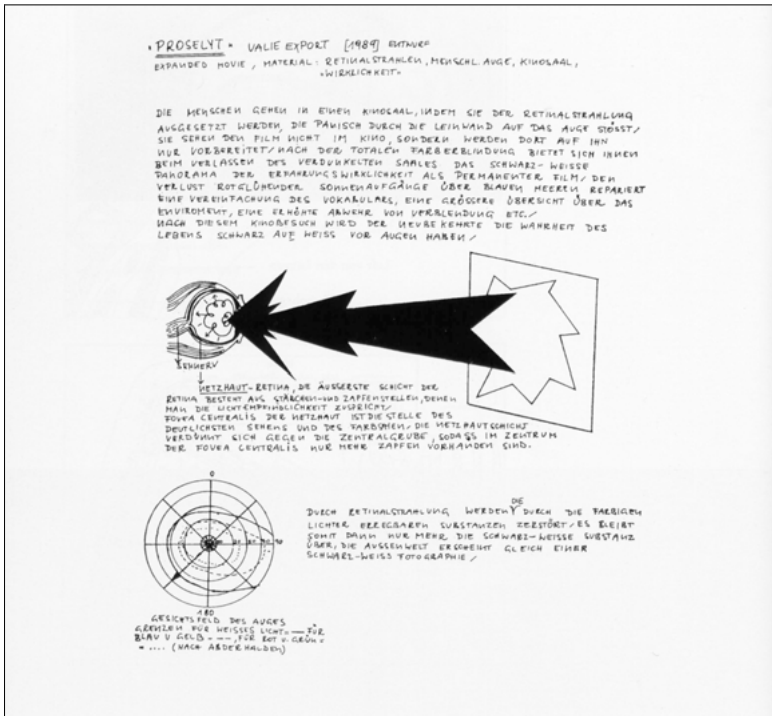 • PROSELYT • VALIE EXPORT [1989] ENTWURF
EXPANDED MOVIE, MATERIAL: RETINALSTRAHLEN, MENSCHL. AUGE, KINOSAAL,
•WIRKLICHKEIT•
DIE MENSCHEN GEHEN IN EINEN KINOSAAL, INDEM SIE DER RETINALSTRAHLUNG
AUSGESETZT WERDEN, DIE PANISCH DURCH DIE LEINWAND AUF DAS AUGE STÖSST/
SIE SEHEN DEN FILM NICHT IM KINO, SONDERN WERDEN DORT AUF IHN
NUR VORBEREITET/ NACH DER TOTALEN FARBERBLINDUNG BIETET SICH IHNEN
BEIM VERLASSEN DES VERDUNKELTEN SAALES DAS SCHWARZ-WEISSE
PANORAMA DER ERFAHRUNGSWIRKLICHKEIT ALS PERMANENTER FILM/ DEN
VERLUST ROTGLÜHENDER SONNENAUFGÄNGE ÜBER BLAUEN MEEREN REPARIERT
EINE VEREINFACHUNG DES VOKABULARS, EINE GRÖSSERE ÜBERSICHT ÜBER DAS
ENVIROMENT, EINE ERHÖHTE ABWEHR VON VERBLENDUNG ETC./
NACH DIESEM KINOBESUCH WIRD DER NEUBEKEHRTE DIE WAHRHEIT DES
LEBENS SCHWARZ AUF WEISS VOR AUGEN HABEN/
SEHNERV
NETZHAUT-RETINA, DIE ÄUSSERSTE SCHICHT DER
RETINA BESTEHT AUS STÄBCHEN-UND ZAPFENSTELLEN, DENEN
MAN DIE LICHTEMPFINDLICHKEIT ZUSPRICHT/
FOVEA CENTRALIS DER NETZHAUT IST DIE STELLE DES
DEUTLICHSTEN SEHENS UND DES FARBSEHENS/ DIE NETZHAUTSCHICHT
VERDÜNNT SICH GEGEN DIE ZENTRALGRUBE, SODASS IM ZENTRUM
DER FOVEA CENTRALIS NUR MEHR ZAPFEN VORHANDEN SIND.
0
DURCH RETINALSTRAHLUNG WERDEN DIE DURCH DIE FARBIGEN
LICHTER ERREGBAREN SUBSTANZEN ZERSTÖRT/ ES BLEIBT
SOMIT DANN NUR MEHR DIE SCHWARZ-WEISSE SUBSTANZ
ÜBER, DIE AUSSENWELT ERSCHEINT GLEICH EINER
SCHWARZ-WEISS FOTOGRAPHIE/
180
GESICHTSFELD DES AUGES
GRENZEN FÜR WEISSES LICHT=—— FÜR
BLAU U GELB - - -, FÜR ROT U. GRÜN=
• .... (NACH ABDERHALDEN)